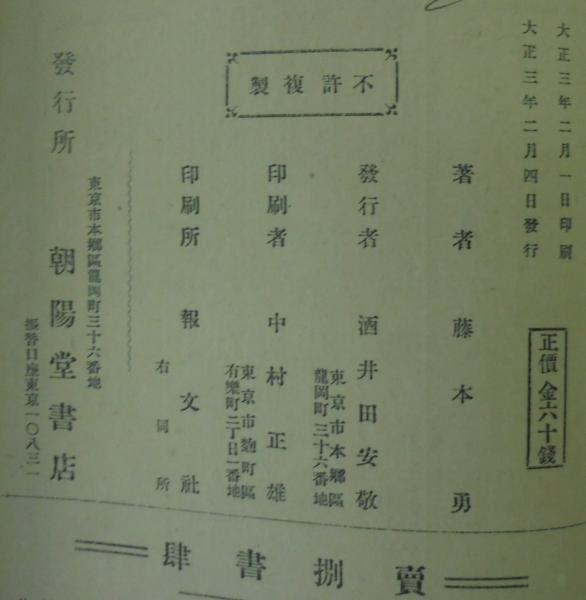 大正三年二月一日印刷
大正三年二月四日發行
正價金六十錢
不許複製
著者 藤本勇
發行者 酒井田安敬
東京市本鄉區
龍岡町三十六番地
印刷者 中村正雄
東京市麴町區
有樂町二丁目一番地
印刷所 報文社
右同所
發行所 朝陽堂書店
東京市本鄉區龍岡町三十六番地
振替口座東京一〇八三一
賣捌書肆